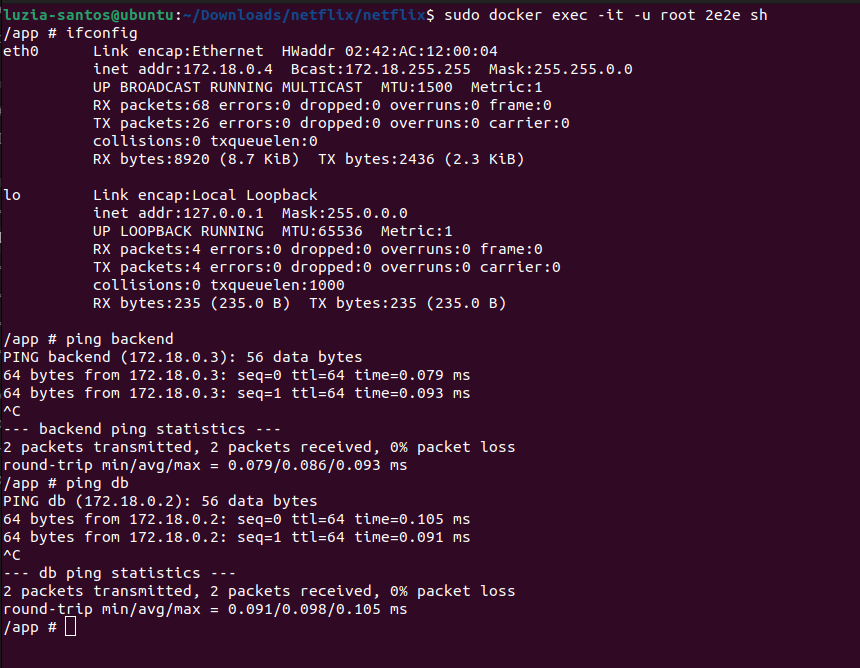 luzia-santos@ubuntu:~/Downloads/netflix/netflix$ sudo docker exec -it -u root 2e2e sh
/app # ifconfig
eth0      Link encap:Ethernet  HWaddr 02:42:AC:12:00:04
          inet addr:172.18.0.4  Bcast:172.18.255.255  Mask:255.255.0.0
          UP BROADCAST RUNNING MULTICAST  MTU:1500  Metric:1
          RX packets:68 errors:0 dropped:0 overruns:0 frame:0
          TX packets:26 errors:0 dropped:0 overruns:0 carrier:0
          collisions:0 txqueuelen:0
          RX bytes:8920 (8.7 KiB)  TX bytes:2436 (2.3 KiB)

lo        Link encap:Local Loopback
          inet addr:127.0.0.1  Mask:255.0.0.0
          UP LOOPBACK RUNNING  MTU:65536  Metric:1
          RX packets:4 errors:0 dropped:0 overruns:0 frame:0
          TX packets:4 errors:0 dropped:0 overruns:0 carrier:0
          collisions:0 txqueuelen:1000
          RX bytes:235 (235.0 B)  TX bytes:235 (235.0 B)

/app # ping backend
PING backend (172.18.0.3): 56 data bytes
64 bytes from 172.18.0.3: seq=0 ttl=64 time=0.079 ms
64 bytes from 172.18.0.3: seq=1 ttl=64 time=0.093 ms
^C
--- backend ping statistics ---
2 packets transmitted, 2 packets received, 0% packet loss
round-trip min/avg/max = 0.079/0.086/0.093 ms
/app # ping db
PING db (172.18.0.2): 56 data bytes
64 bytes from 172.18.0.2: seq=0 ttl=64 time=0.105 ms
64 bytes from 172.18.0.2: seq=1 ttl=64 time=0.091 ms
^C
--- db ping statistics ---
2 packets transmitted, 2 packets received, 0% packet loss
round-trip min/avg/max = 0.091/0.098/0.105 ms
/app #